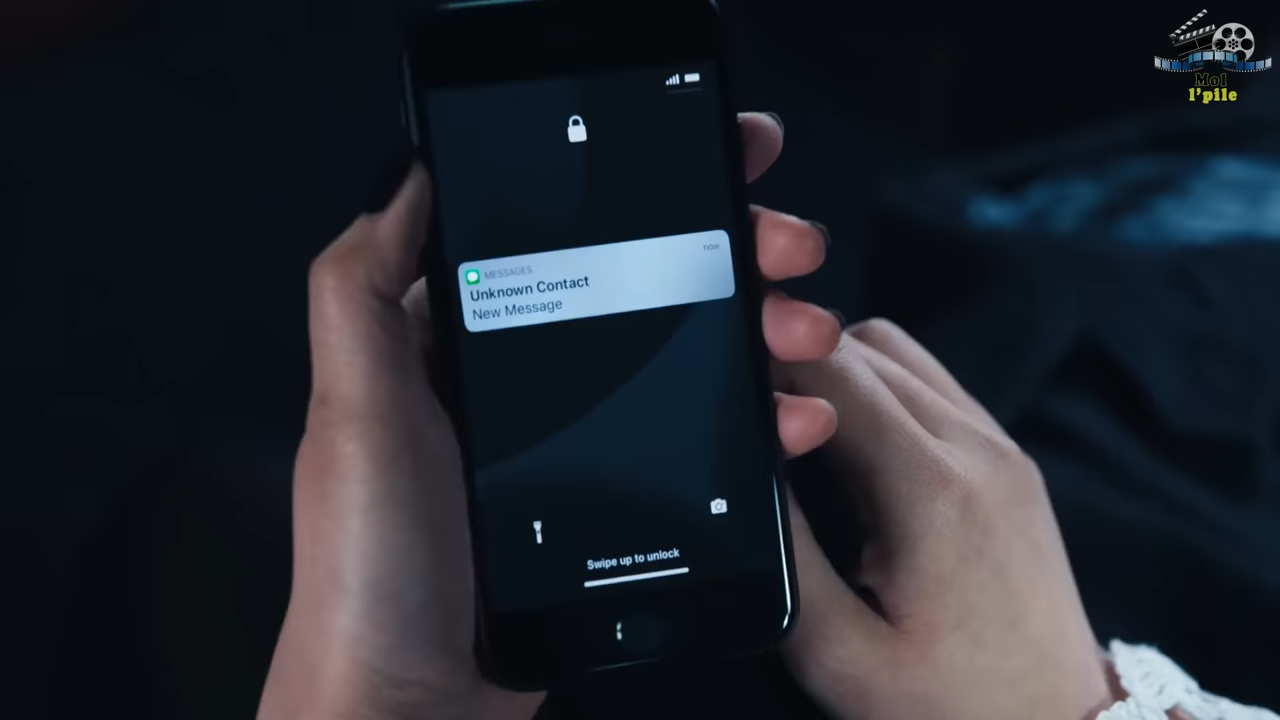 Mol
l'pile
MESSAGES
now
Unknown Contact
New Message
Swipe up to unlock